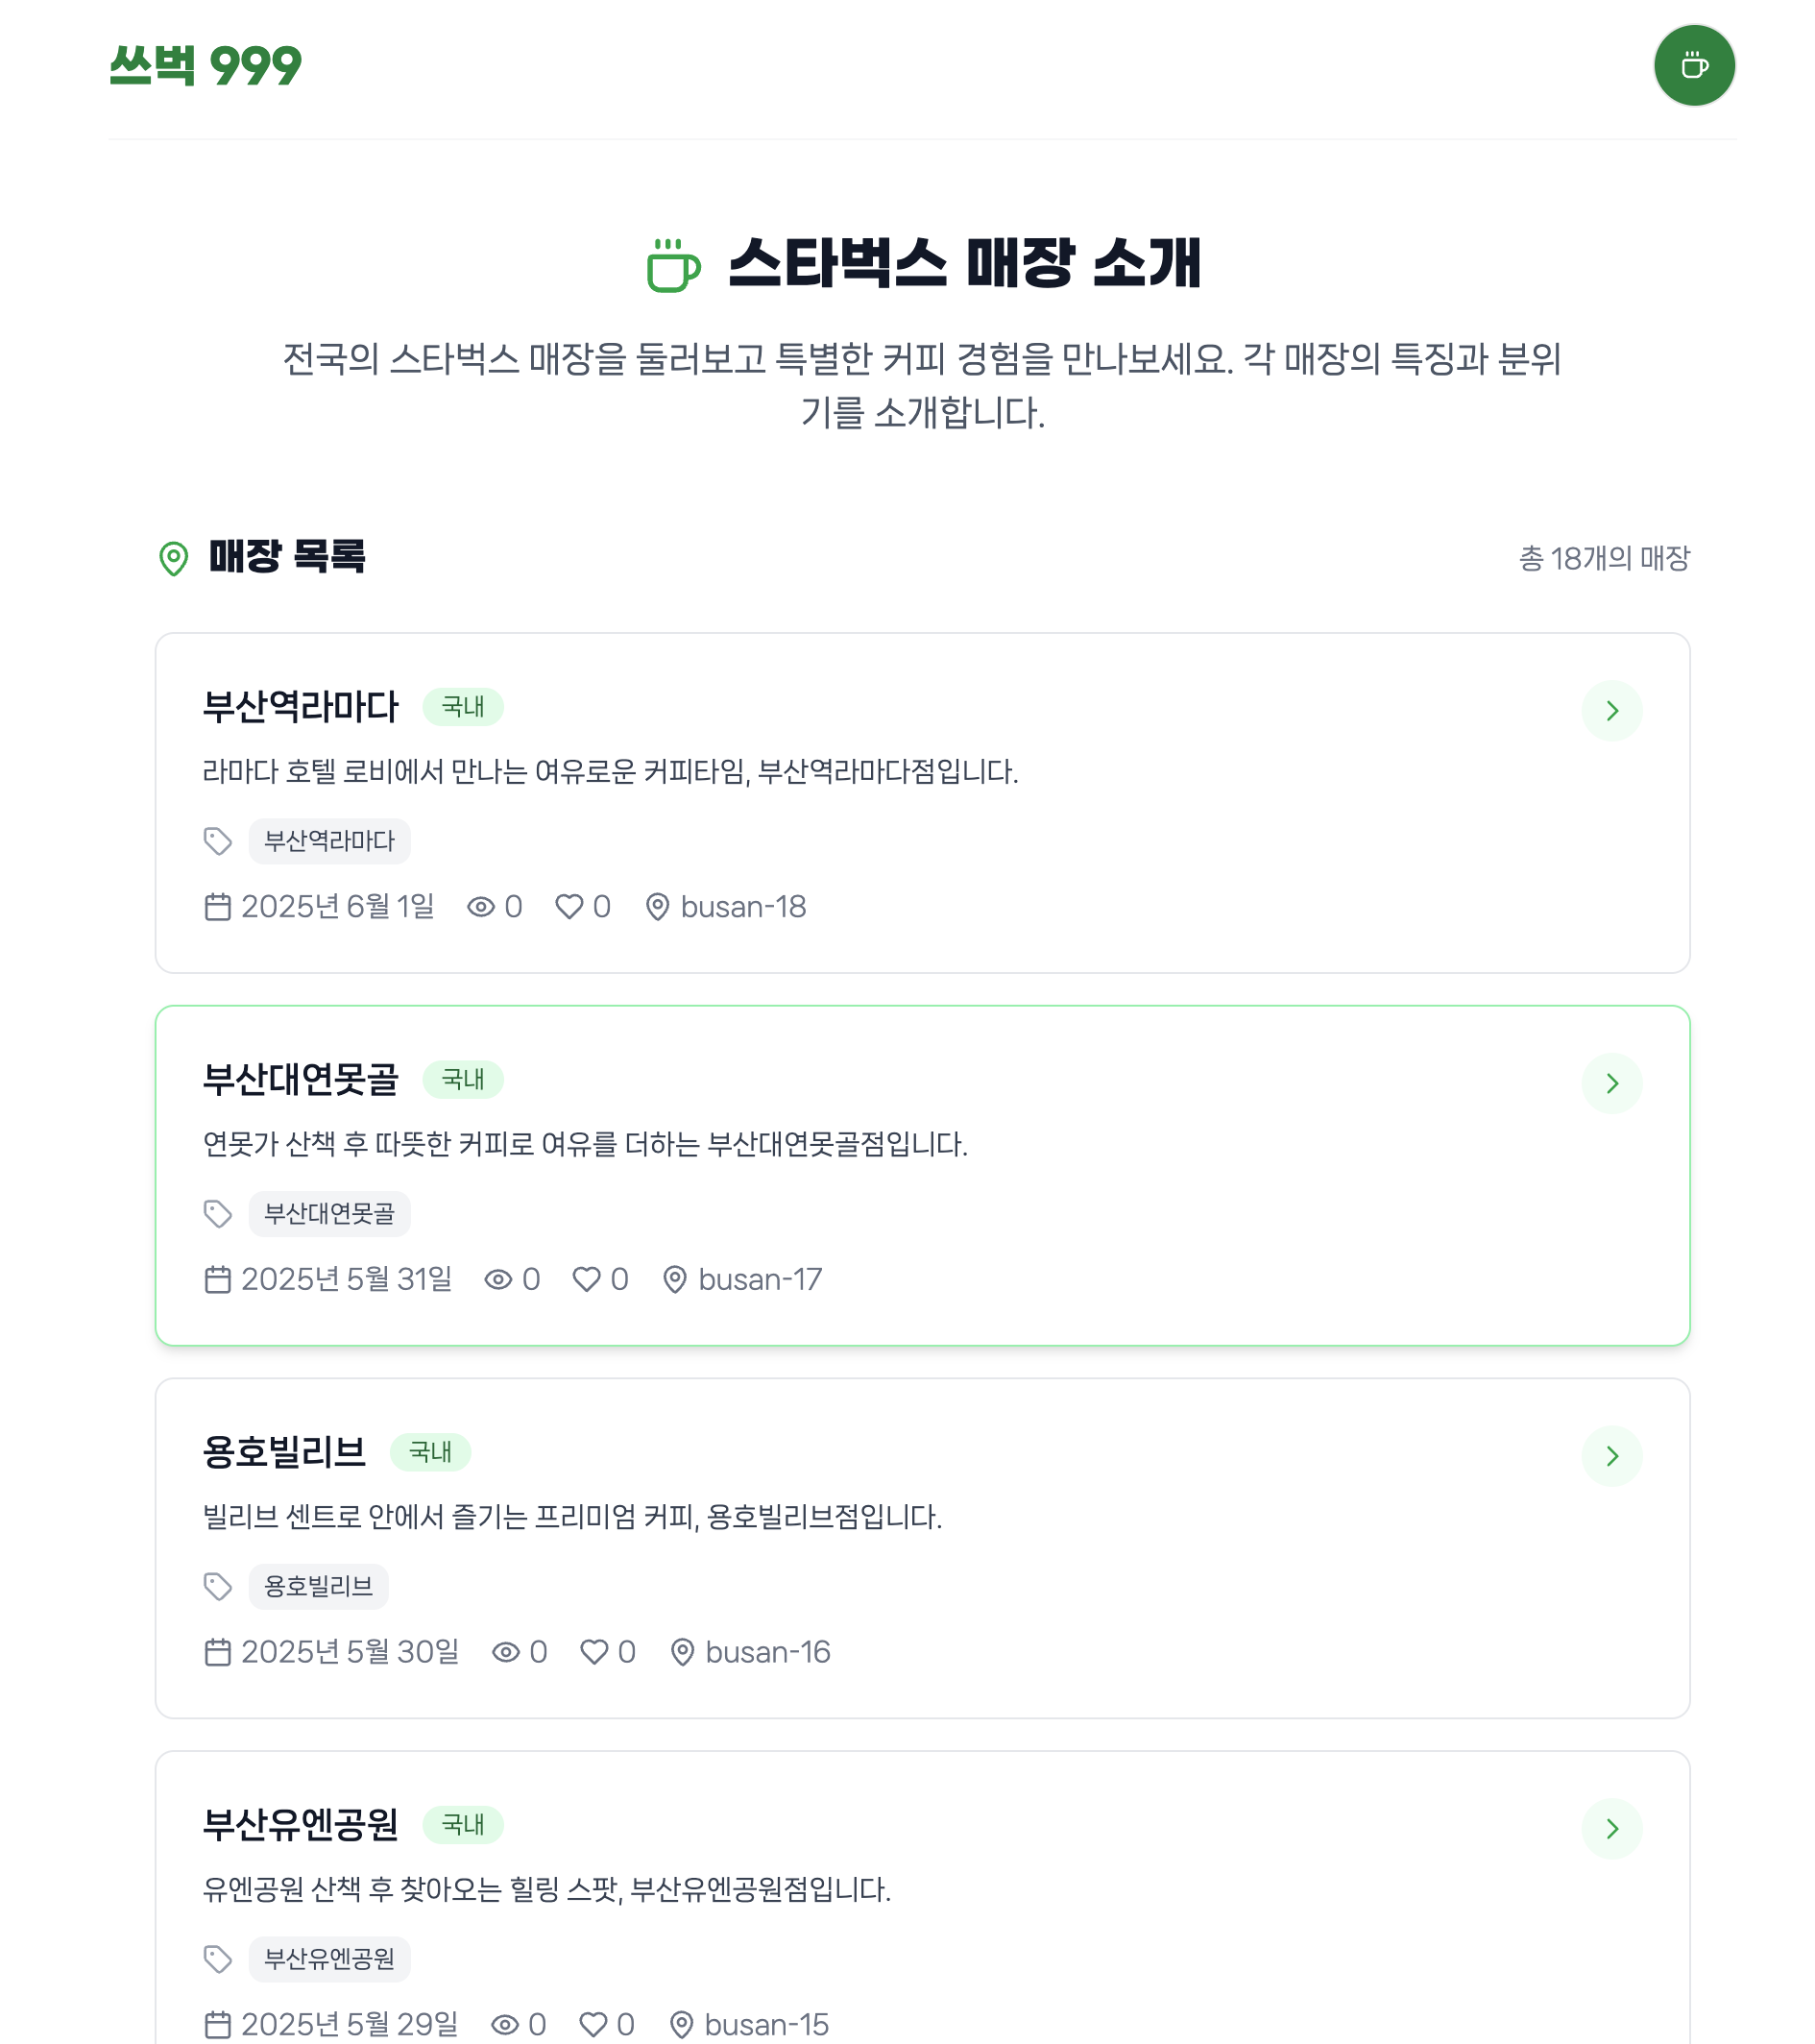 쓰벅 999
스타벅스 매장 소개
전국의 스타벅스 매장을 둘러보고 특별한 커피 경험을 만나보세요. 각 매장의 특징과 분위
기를 소개합니다.
매장 목록
총 18개의 매장
부산역라마다 국내
라마다 호텔 로비에서 만나는 여유로운 커피타임, 부산역라마다점입니다.
부산역라마다
2025년 6월 1일 0 0 busan-18
부산대연못골 국내
연못가 산책 후 따뜻한 커피로 여유를 더하는 부산대연못골점입니다.
부산대연못골
2025년 5월 31일 0 0 busan-17
용호빌리브 국내
빌리브 센트로 안에서 즐기는 프리미엄 커피, 용호빌리브점입니다.
용호빌리브
2025년 5월 30일 0 0 busan-16
부산유엔공원 국내
유엔공원 산책 후 찾아오는 힐링 스팟, 부산유엔공원점입니다.
부산유엔공원
2025년 5월 29일 0 0 busan-15